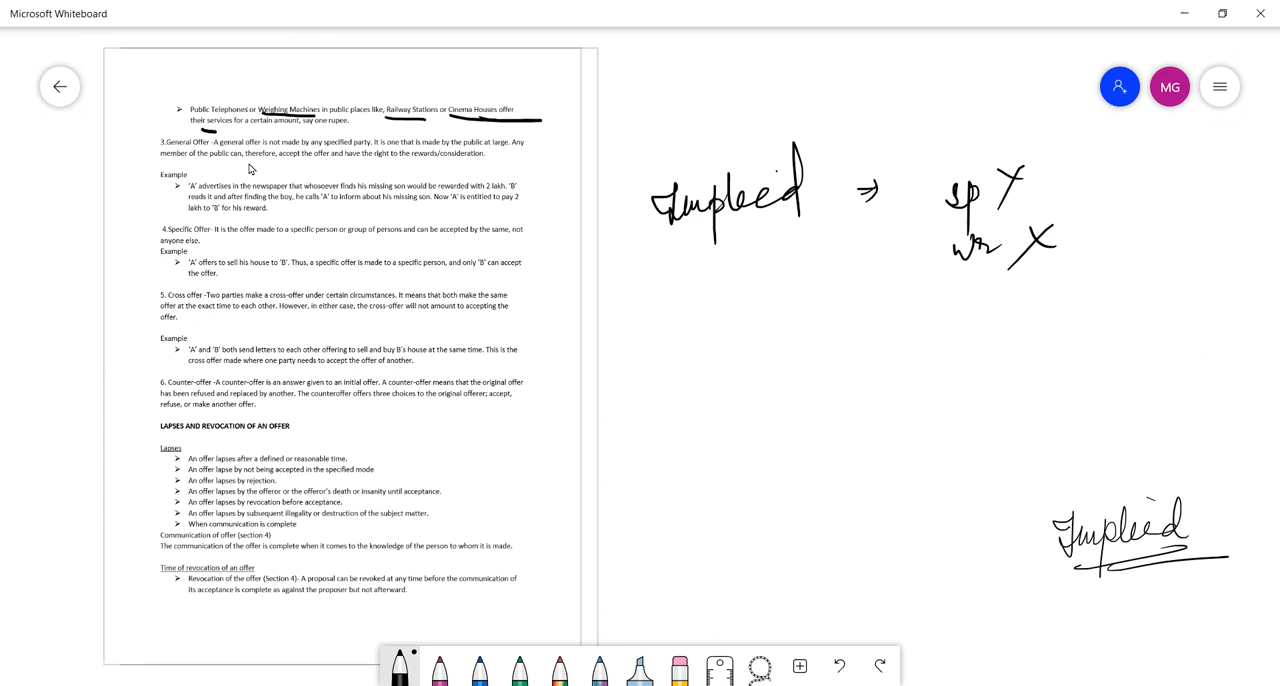 Microsoft Whiteboard
MG
➢ Public Telephones or Weighing Machines in public places like, Railway Stations or Cinema Houses offer
their services for a certain amount, say one rupee.
3.General Offer -A general offer is not made by any specified party. It is one that is made by the public at large. Any
member of the public can, therefore, accept the offer and have the right to the rewards/consideration.
Example
➢ ‘A’ advertises in the newspaper that whosoever finds his missing son would be rewarded with 2 lakh. ‘B’
reads it and after finding the boy, he calls ‘A’ to inform about his missing son. Now ‘A’ is entitled to pay 2
lakh to ‘B’ for his reward.
4.Specific Offer- It is the offer made to a specific person or group of persons and can be accepted by the same, not
anyone else.
Example
➢ ‘A’ offers to sell his house to ‘B’. Thus, a specific offer is made to a specific person, and only ‘B’ can accept
the offer.
5. Cross offer -Two parties make a cross-offer under certain circumstances. It means that both make the same
offer at the exact time to each other. However, in either case, the cross-offer will not amount to accepting the
offer.
Example
➢ ‘A’ and ‘B’ both send letters to each other offering to sell and buy B's house at the same time. This is the
cross offer made where one party needs to accept the offer of another.
6. Counter-offer -A counter-offer is an answer given to an initial offer. A counter-offer means that the original offer
has been refused and replaced by another. The counteroffer offers three choices to the original offerer; accept,
refuse, or make another offer.
LAPSES AND REVOCATION OF AN OFFER
Lapses
➢ An offer lapses after a defined or reasonable time.
➢ An offer lapse by not being accepted in the specified mode
➢ An offer lapses by rejection.
➢ An offer lapses by the offeror or the offeror's death or insanity until acceptance.
➢ An offer lapses by revocation before acceptance.
➢ An offer lapses by subsequent illegality or destruction of the subject matter.
➢ When communication is complete
Communication of offer (section 4)
The communication of the offer is complete when it comes to the knowledge of the person to whom it is made.
Time of revocation of an offer
➢ Revocation of the offer (Section 4)- A proposal can be revoked at any time before the communication of
its acceptance is complete as against the proposer but not afterward.
Impleid ⇒ sp X
wr X
Impleid